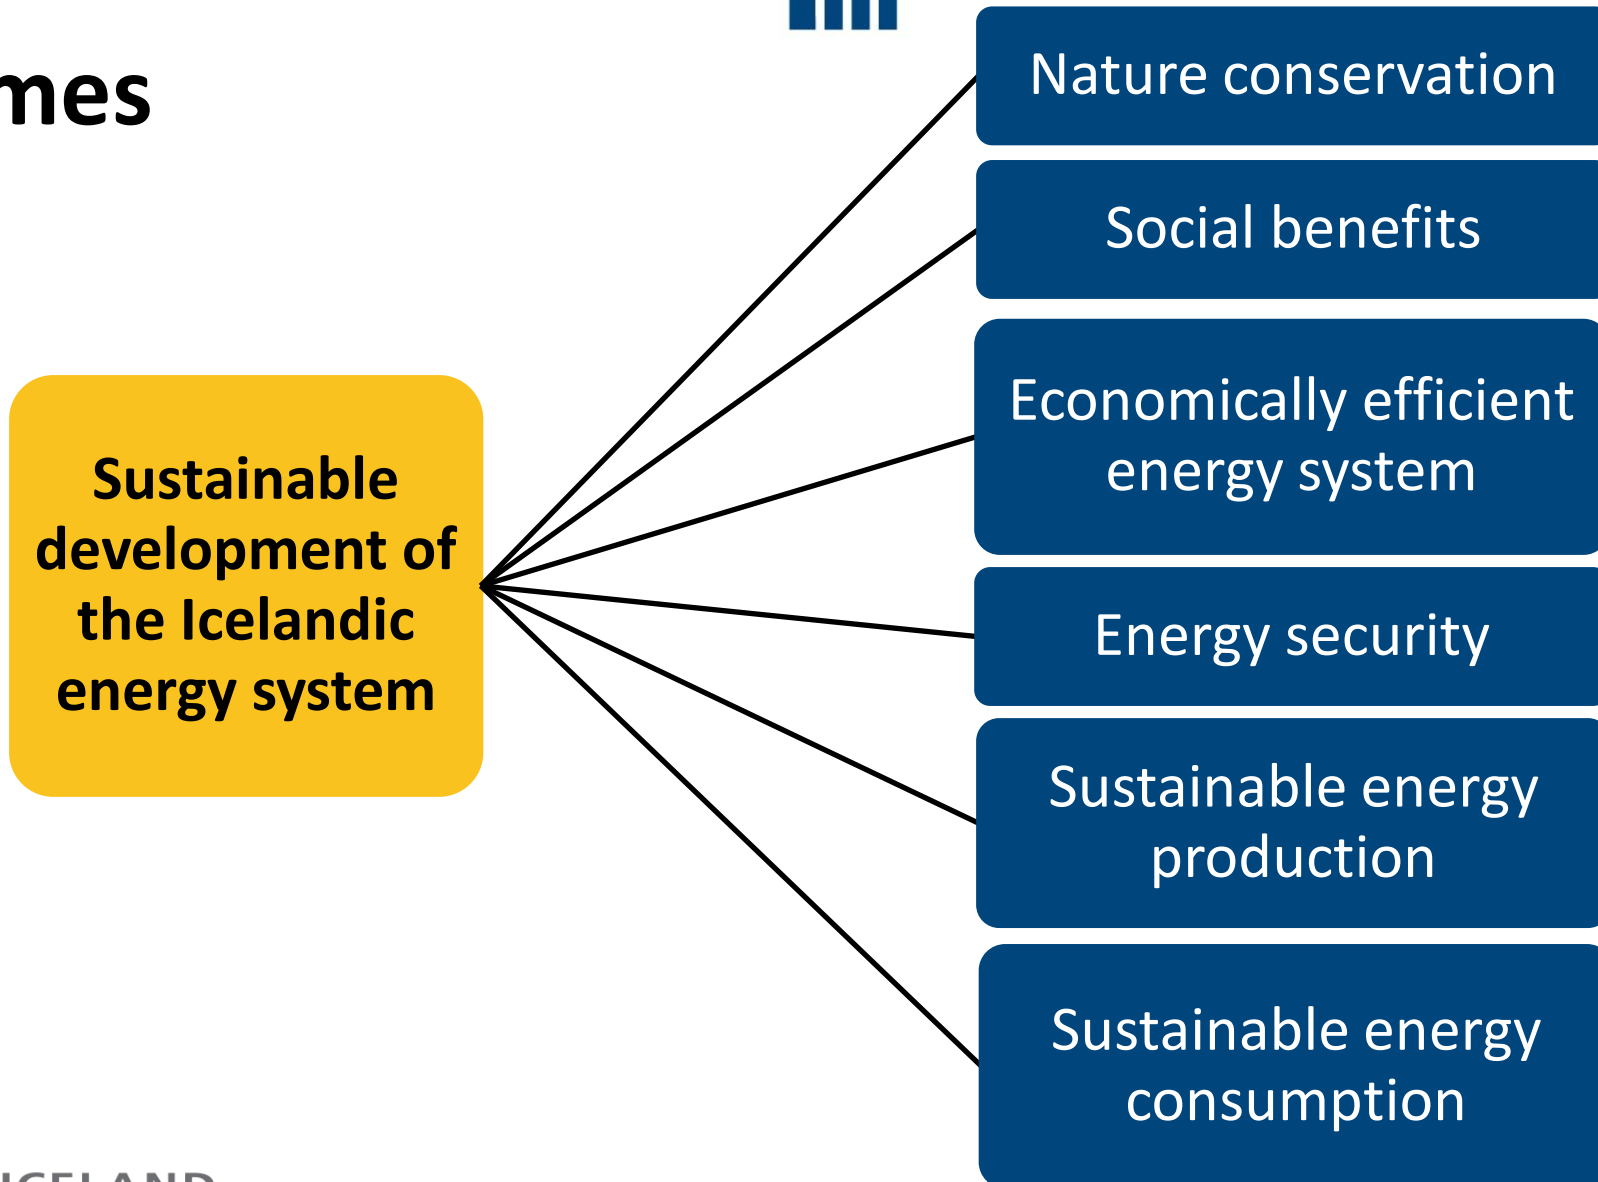 mes
Nature conservation
Social benefits
Economically efficient
energy system
Sustainable
development of
the Icelandic
energy system
Energy security
Sustainable energy
production
Sustainable energy
consumption
ICELAND